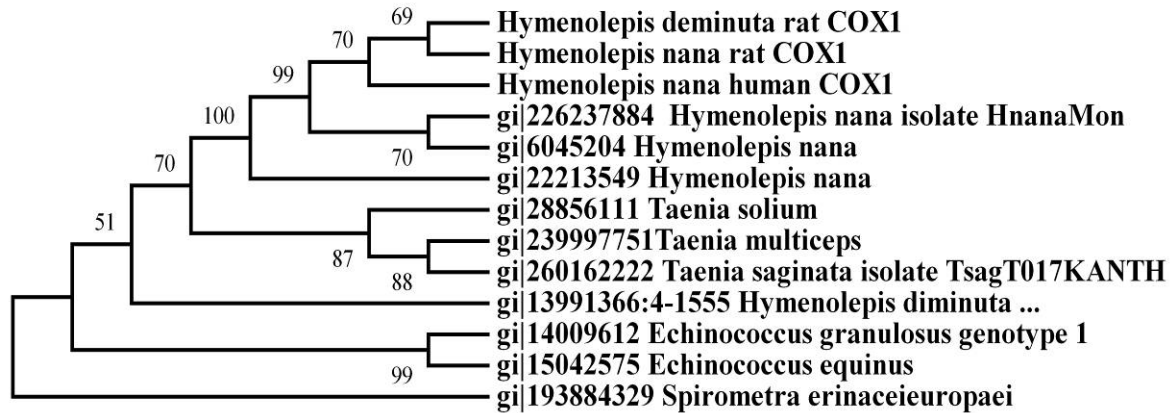 69
Hymenolepis deminuta rat COX1
70
Hymenolepis nana rat COX1
99
Hymenolepis nana human COX1
100
gi|226237884 Hymenolepis nana isolate HnanaMon
70
gi|6045204 Hymenolepis nana
70
gi|22213549 Hymenolepis nana
51
gi|28856111 Taenia solium
87
gi|239997751Taenia multiceps
88
gi|260162222 Taenia saginata isolate TsagT017KANTH
gi|13991366:4-1555 Hymenolepis diminuta ...
gi|14009612 Echinococcus granulosus genotype 1
99
gi|15042575 Echinococcus equinus
gi|193884329 Spirometra erinaceieuropaei